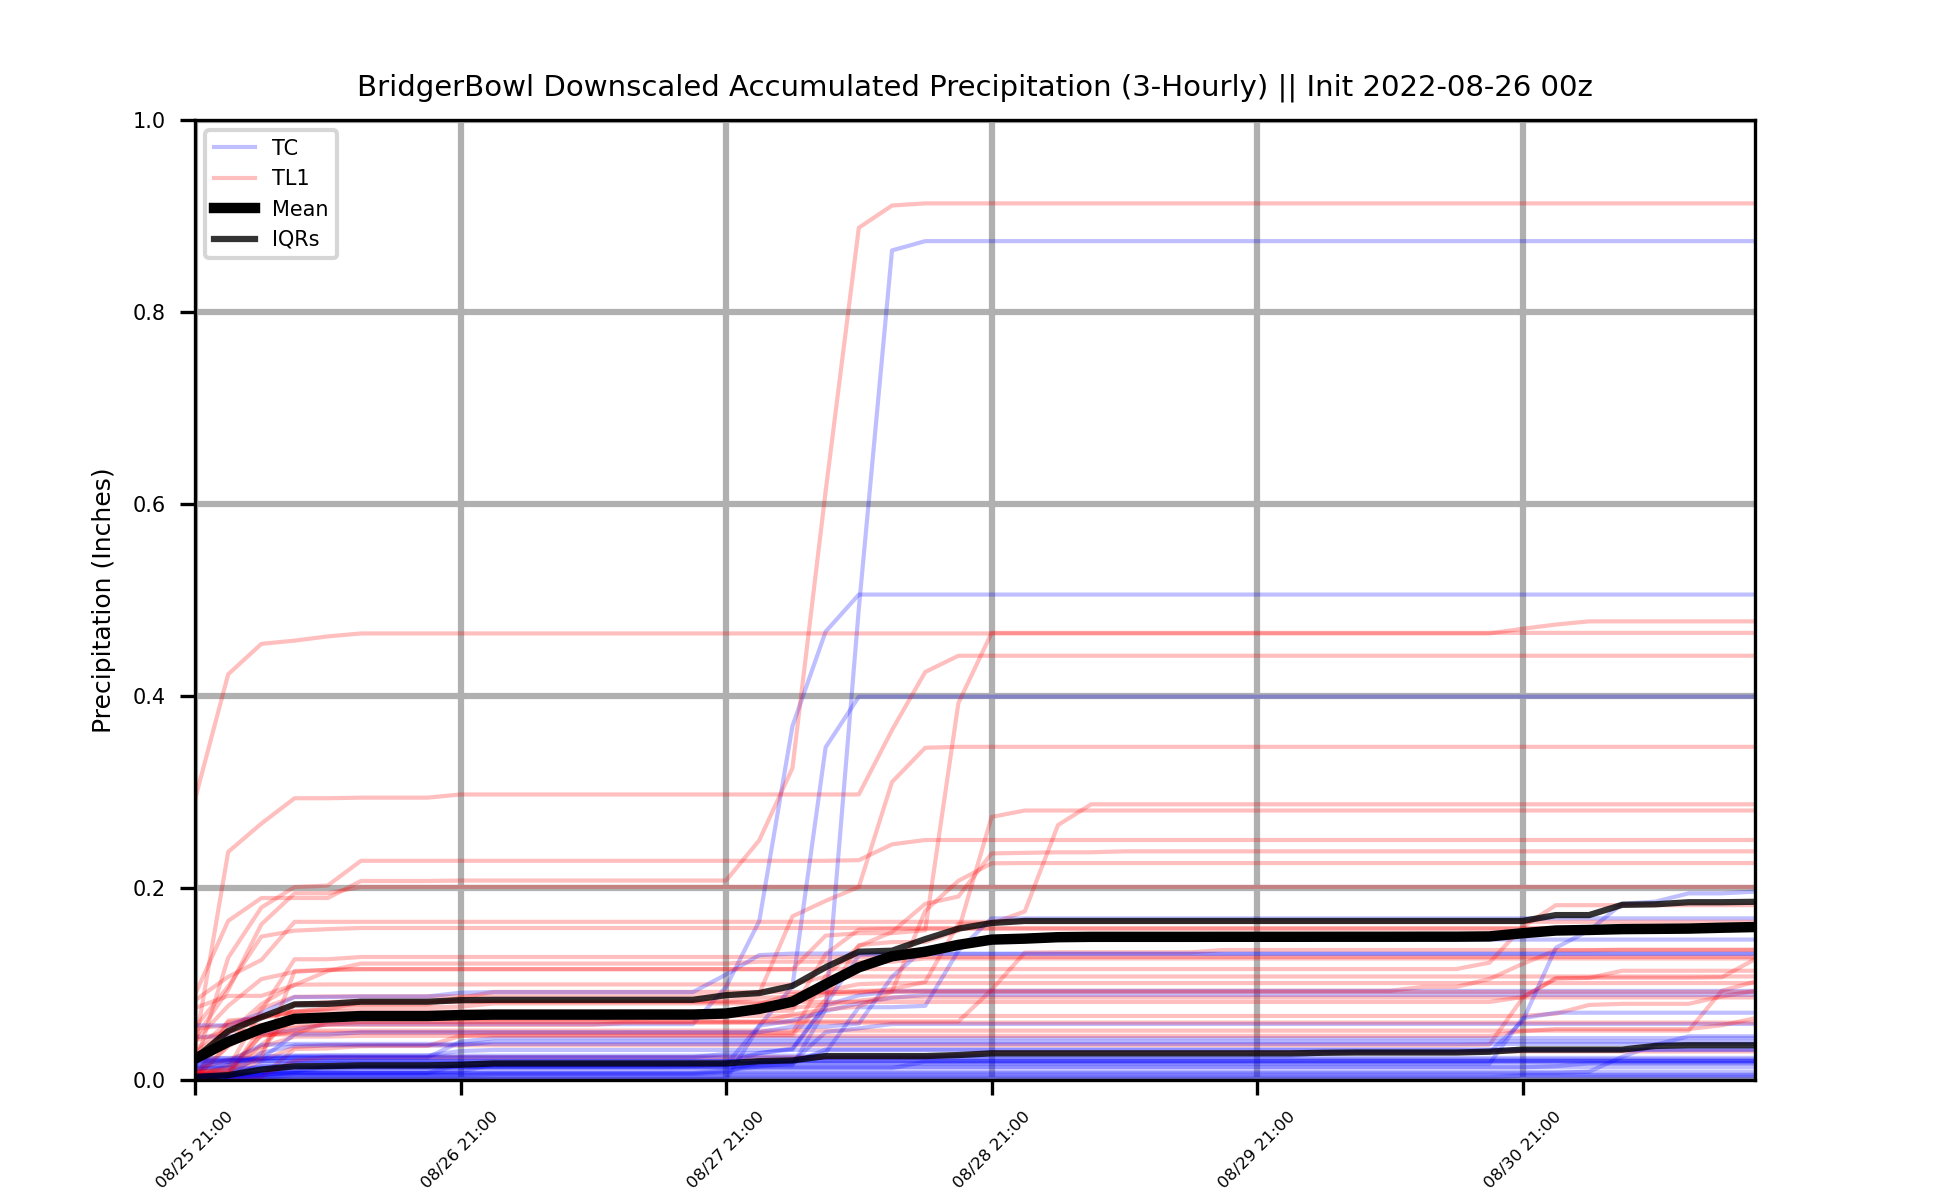 BridgerBowl Downscaled Accumulated Precipitation (3-Hourly) || Init 2022-08-26 00z
TC
TL1
Mean
IQRs
Precipitation (Inches)
1.0
0.8
0.6
0.4
0.2
0.0
08/25 21:00
08/26 21:00
08/27 21:00
08/28 21:00
08/29 21:00
08/30 21:00